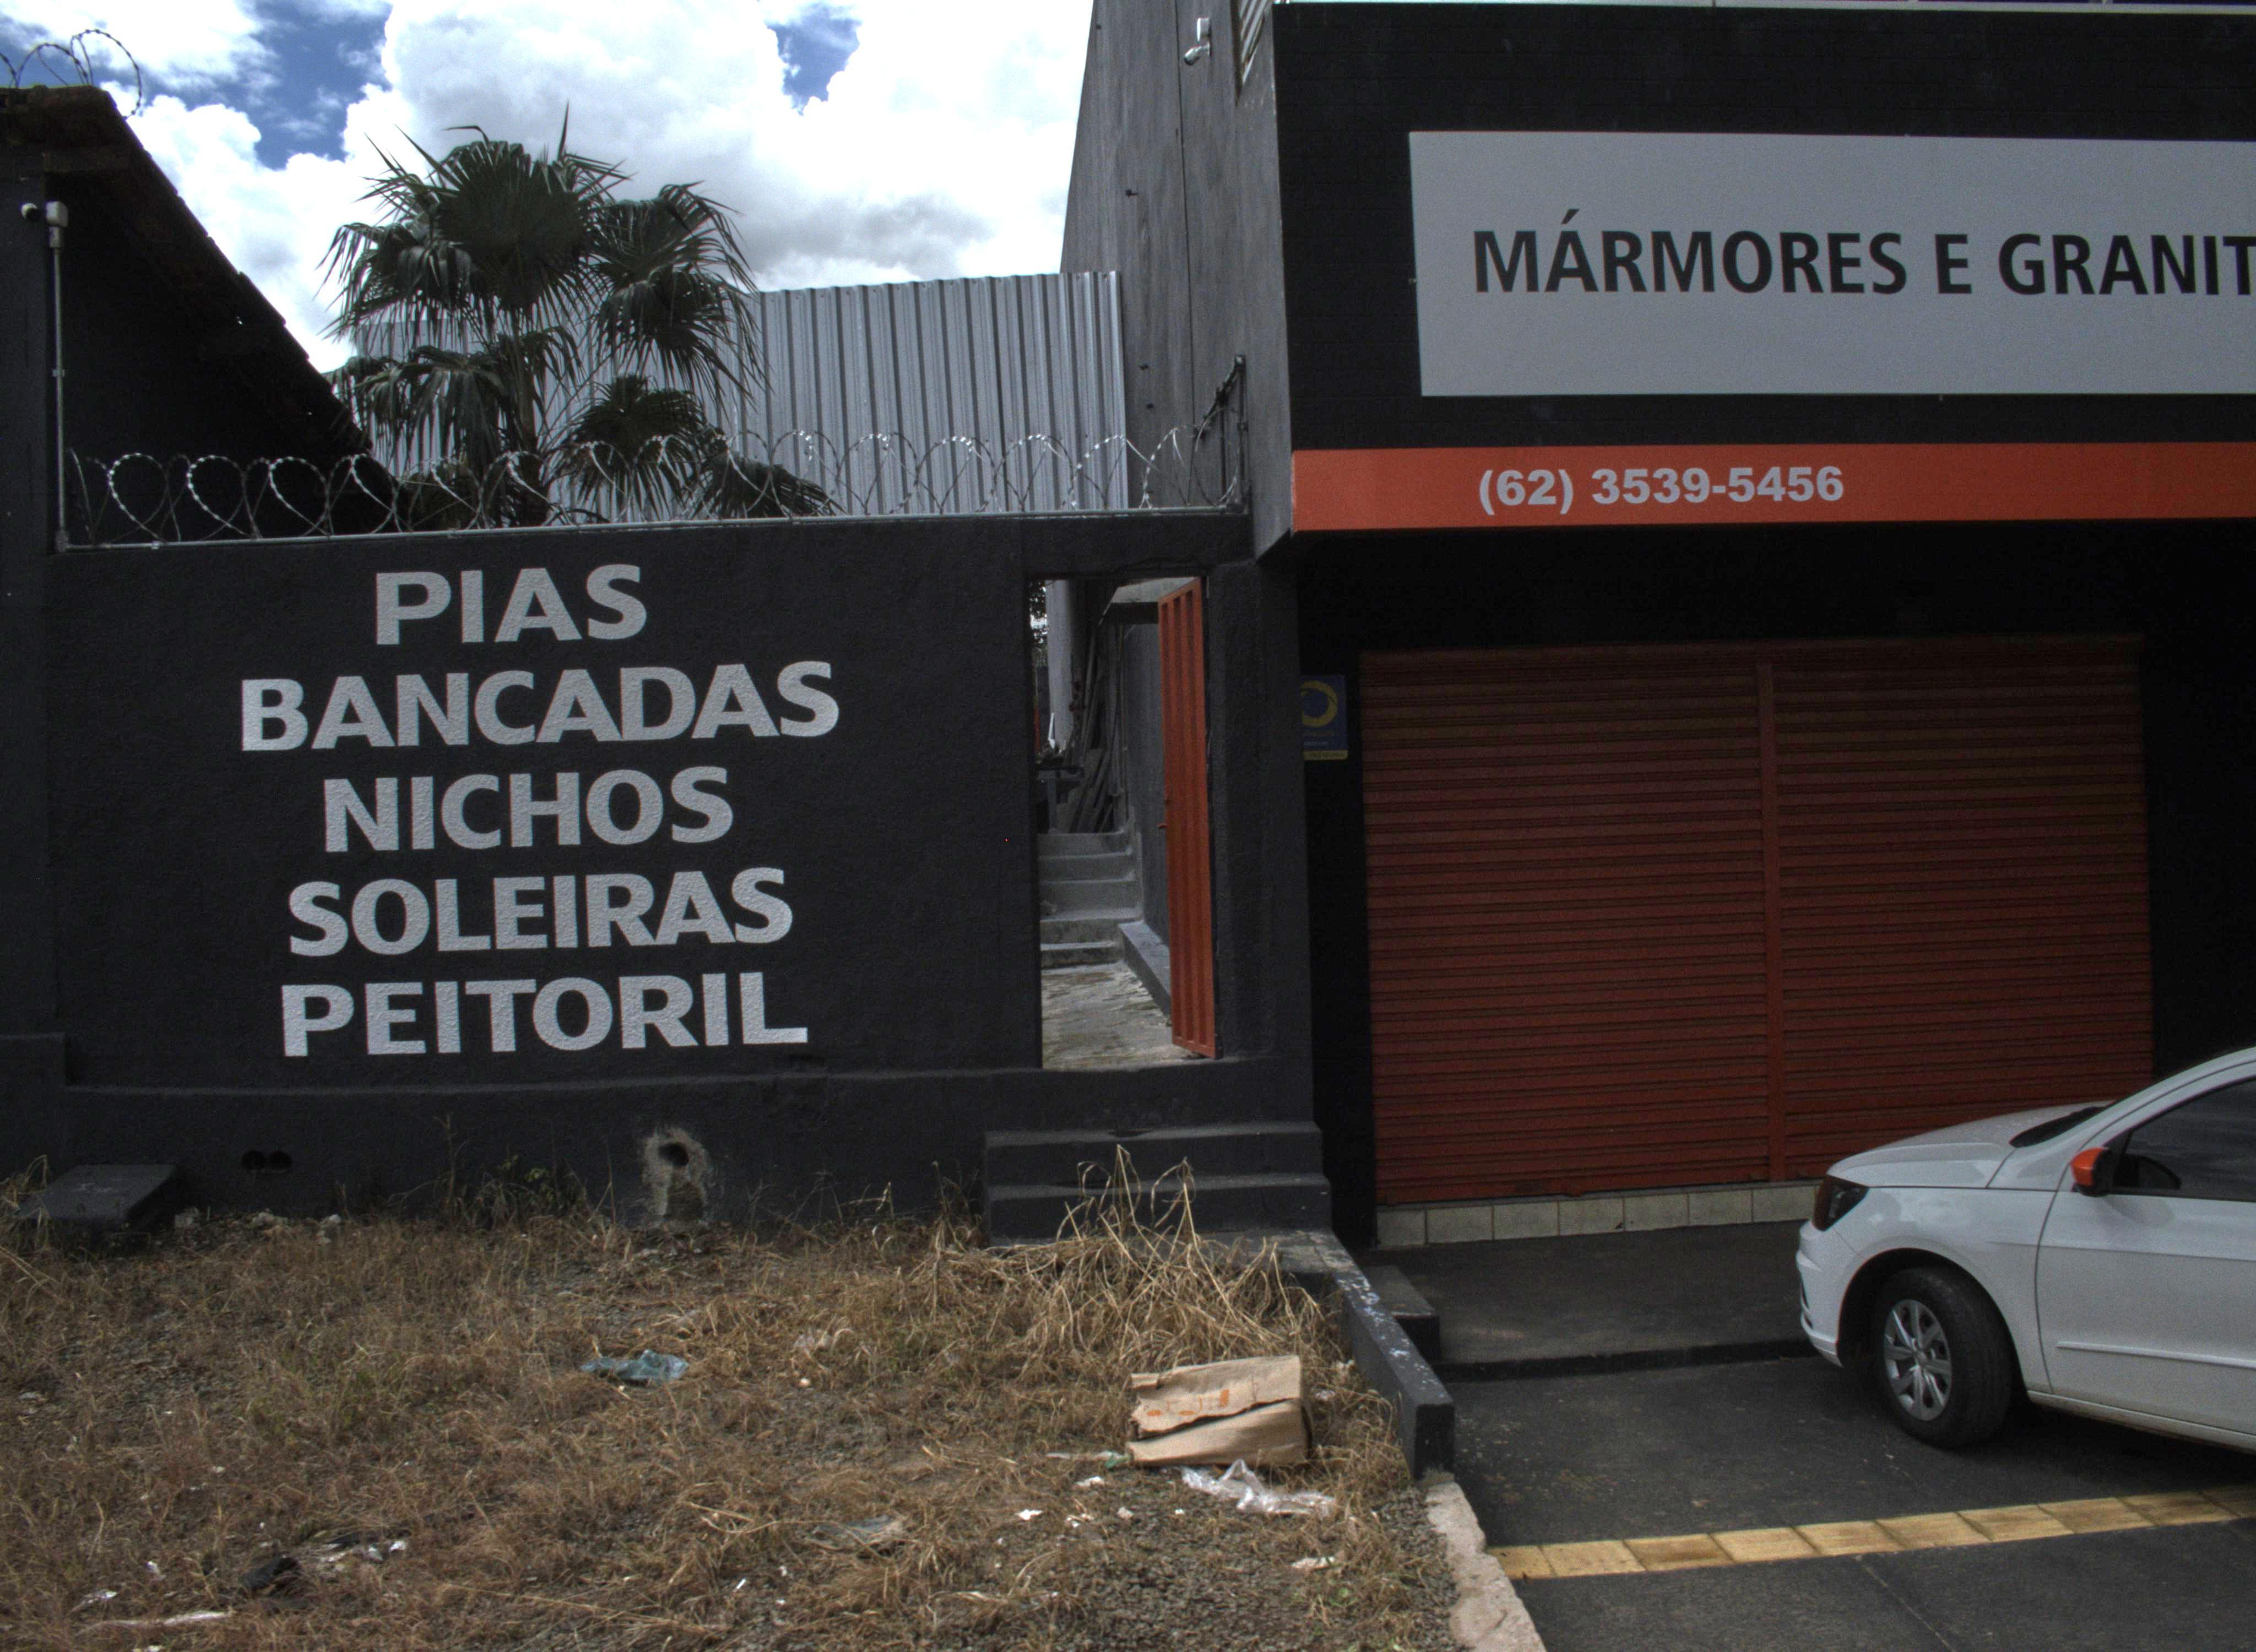 MÁRMORES E GRANIT
(62) 3539-5456
PIAS
BANCADAS
NICHOS
SOLEIRAS
PEITORIL